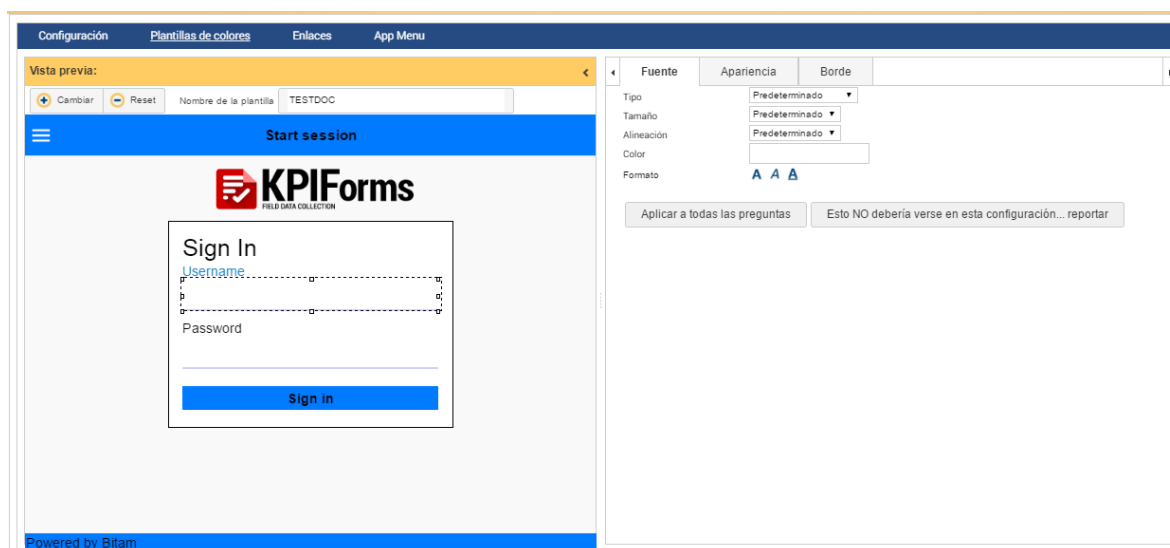 Configuración Plantillas de colores Enlaces App Menu
Vista previa:
Cambiar Reset Nombre de la plantilla TESTDOC
Start session
KPIForms
FIELD DATA COLLECTION
Sign In
Username
Password
Sign in
Powered by Bitam
Fuente Apariencia Borde
Tipo Predeterminado
Tamaño Predeterminado
Alineación Predeterminado
Color
Formato A A A
Aplicar a todas las preguntas Esto NO debería verse en esta configuración... reportar